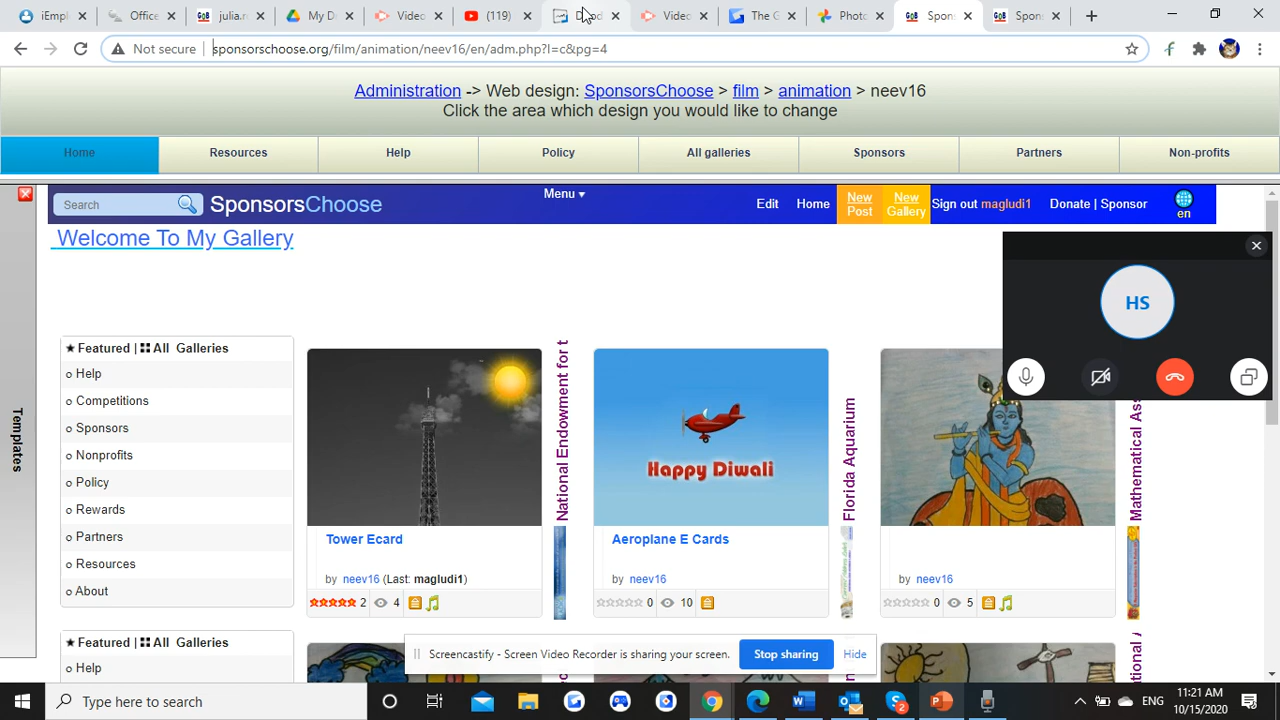 iEmpl
Office
julia.ru
My D
Video
(119)
Video
The G
Photo
Spons
Spons
Not secure
sponsorschoose.org/film/animation/neev16/en/adm.php?I=c&pg=4
Administration -> Web design: SponsorsChoose > film > animation > neev16
Click the area which design you would like to change
Home
Resources
Help
Policy
All galleries
Sponsors
Partners
Non-profits
Templates
Search
SponsorsChoose
Menu ▾
Edit
Home
New Post
New Gallery
Sign out magludi1
Donate | Sponsor
en
Welcome To My Gallery
HS
★ Featured | All Galleries
o Help
o Competitions
o Sponsors
o Nonprofits
o Policy
o Rewards
o Partners
o Resources
o About
★ Featured | All Galleries
o Help
Tower Ecard
by neev16 (Last: magludi1)
2
4
National Endowment for t
Happy Diwali
Aeroplane E Cards
by neev16
0
10
Florida Aquarium
by neev16
0
5
Mathematical Ass
Screencastify - Screen Video Recorder is sharing your screen.
Stop sharing
Hide
Type here to search
2
ENG
11:21 AM
10/15/2020